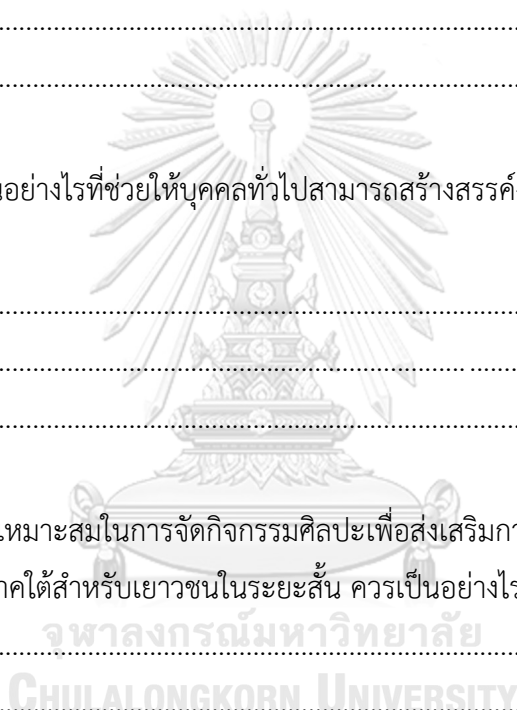 ..........................................................................................
..........................................................................................
นอย่างไรที่ช่วยให้บุคคลทั่วไปสามารถสร้างสรรค์
..........................................................................................
.................................................................................. ......
..........................................................................................
เหมาะสมในการจัดกิจกรรมศิลปะเพื่อส่งเสริมกา
าคใต้สำหรับเยาวชนในระยะสั้น ควรเป็นอย่างไร
จุฬาลงกรณ์มหาวิทยาลัย
..........................................................................................
CHULALONGKORN UNIVERSITY
..........................................................................................